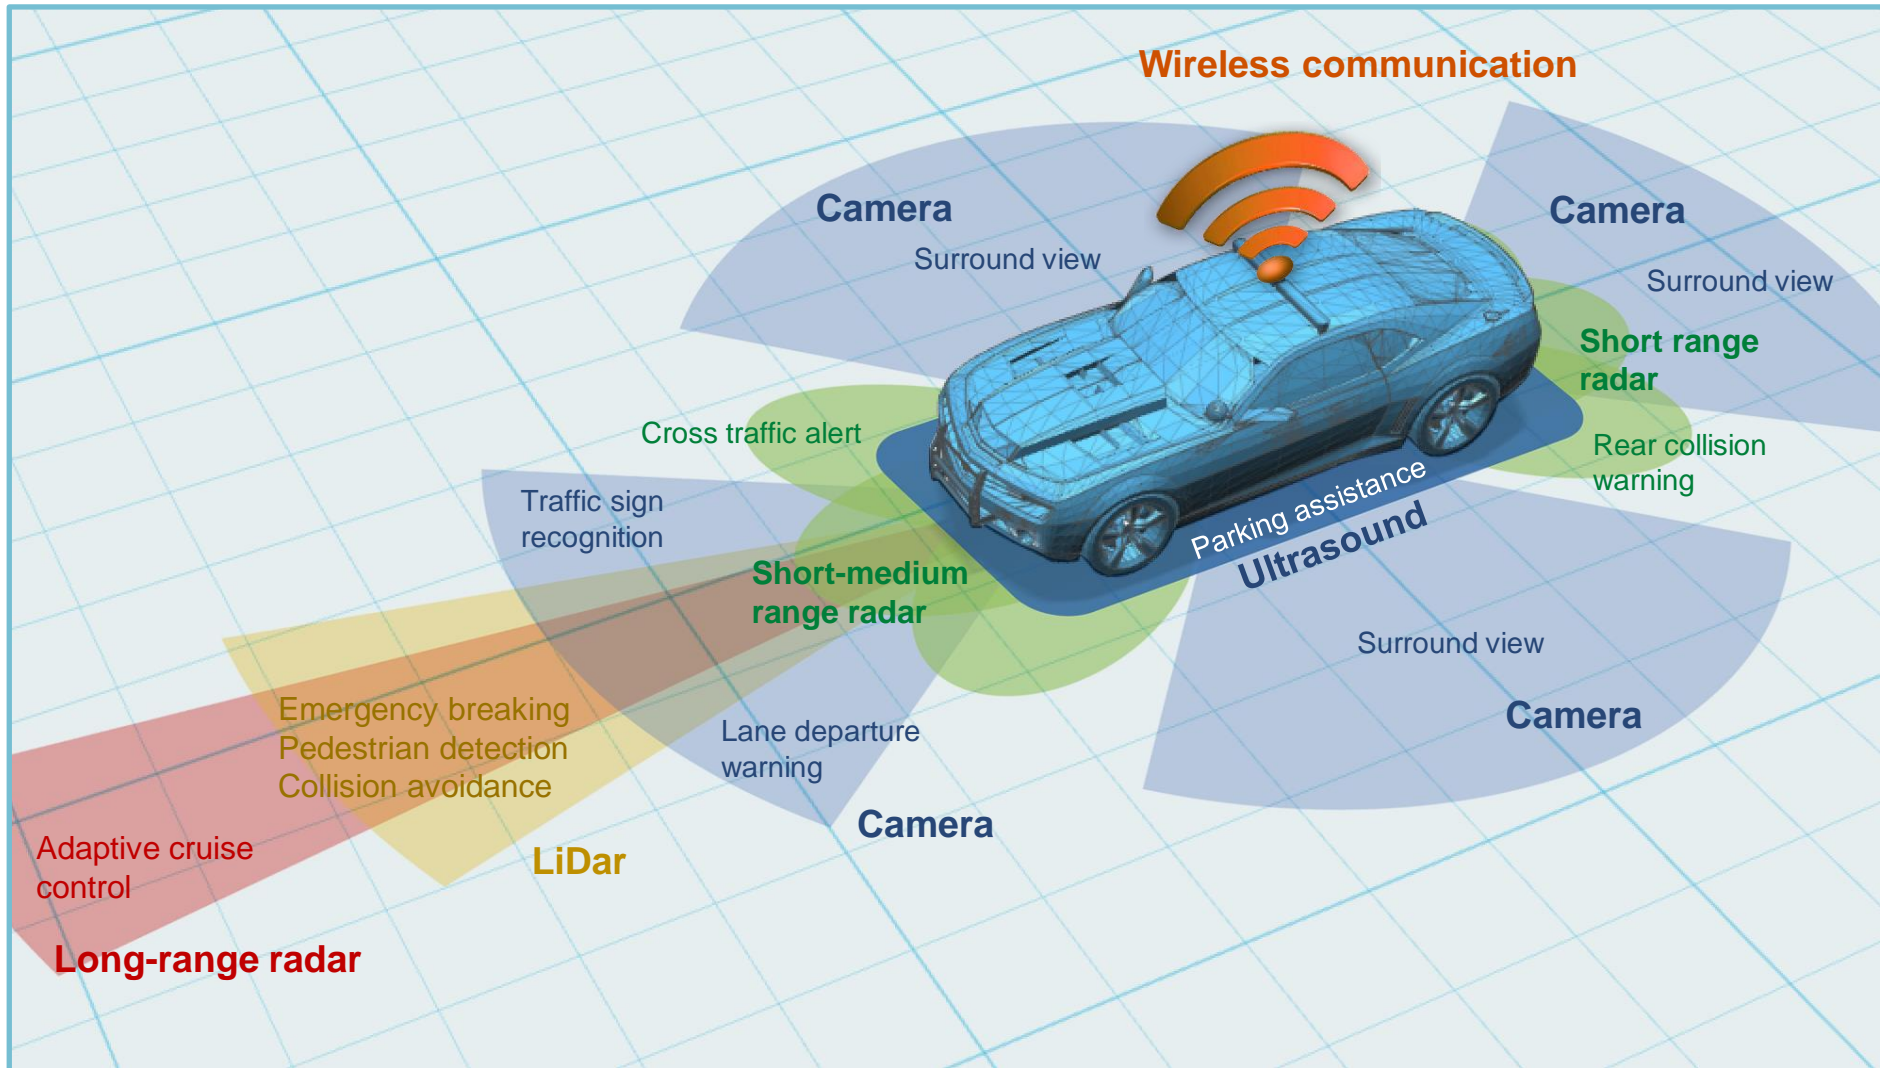 Wireless communication
Camera
Surround view
Camera
Surround view
Short range
radar
Cross traffic alert
Rear collision
warning
Traffic sign
recognition
Parking assistance
Ultrasound
Short-medium
range radar
Surround view
Camera
Emergency breaking
Pedestrian detection
Collision avoidance
Lane departure
warning
Camera
LiDar
Adaptive cruise
control
Long-range radar